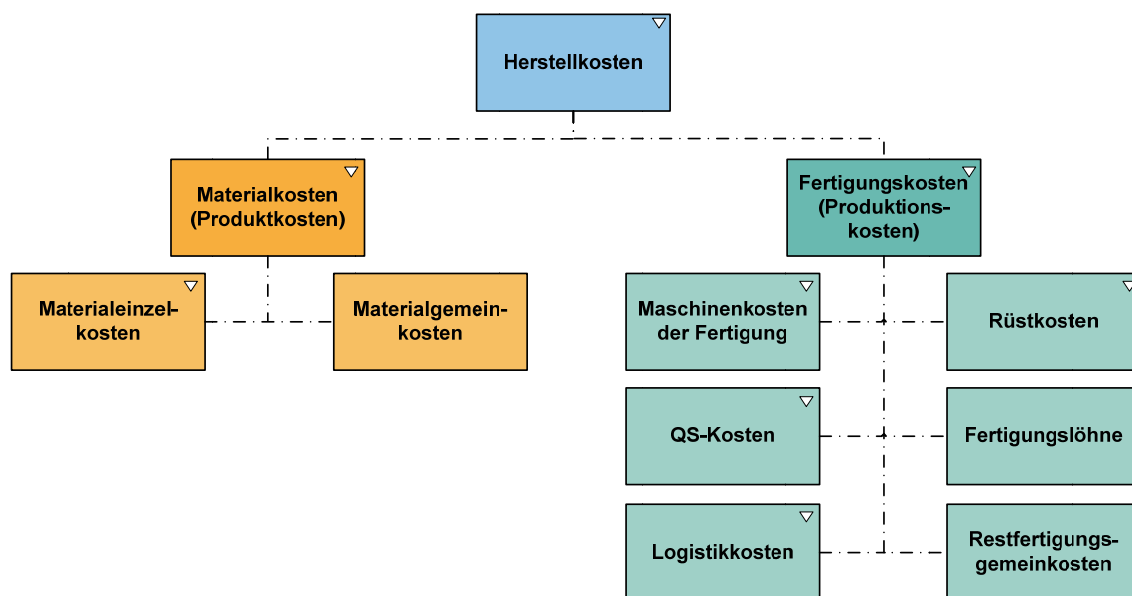 Herstellkosten
Materialkosten
(Produktkosten)
Fertigungskosten
(Produktions-
kosten)
Materialeinzel-
kosten
Materialgemein-
kosten
Maschinenkosten
der Fertigung
Rüstkosten
QS-Kosten
Fertigungslöhne
Logistikkosten
Restfertigungs-
gemeinkosten